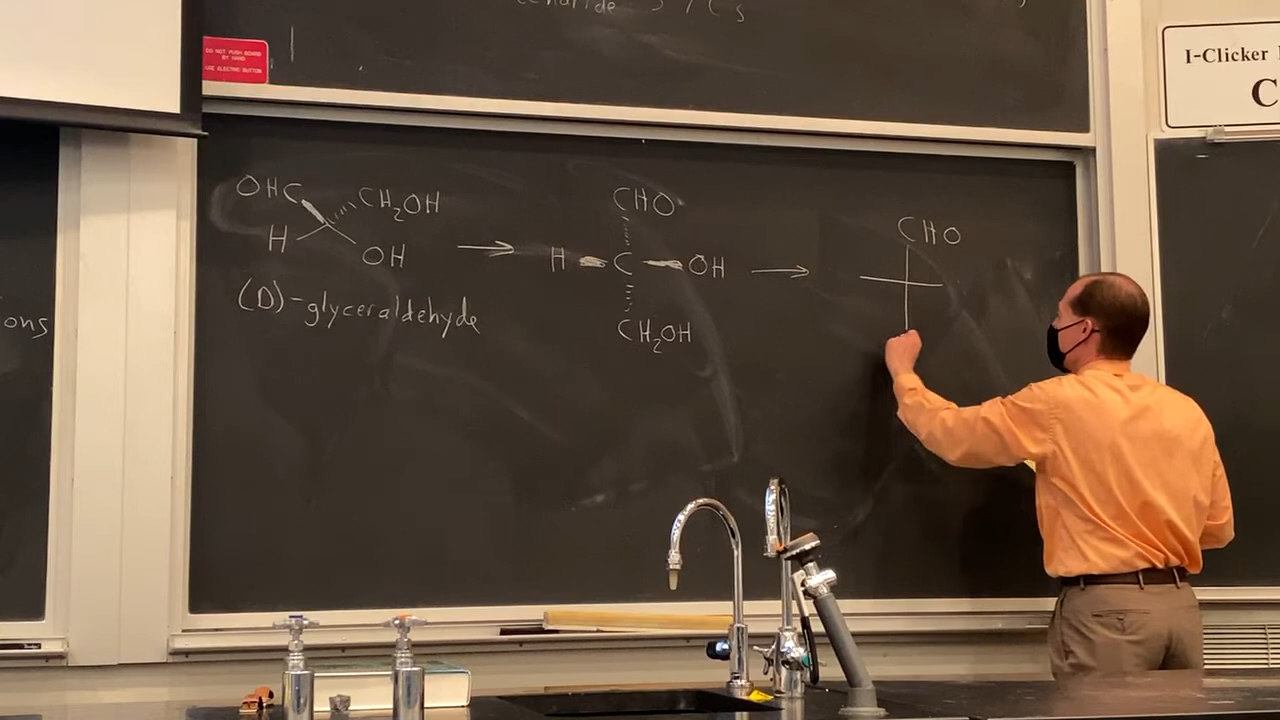 DO NOT PUSH BOARD
BY HAND
USE ELECTRIC BUTTON
I-Clicker
C
ons
OHC CH₂OH
H OH
(D)-glyceraldehyde
→
CHO
H C OH
CH₂OH
→
CHO